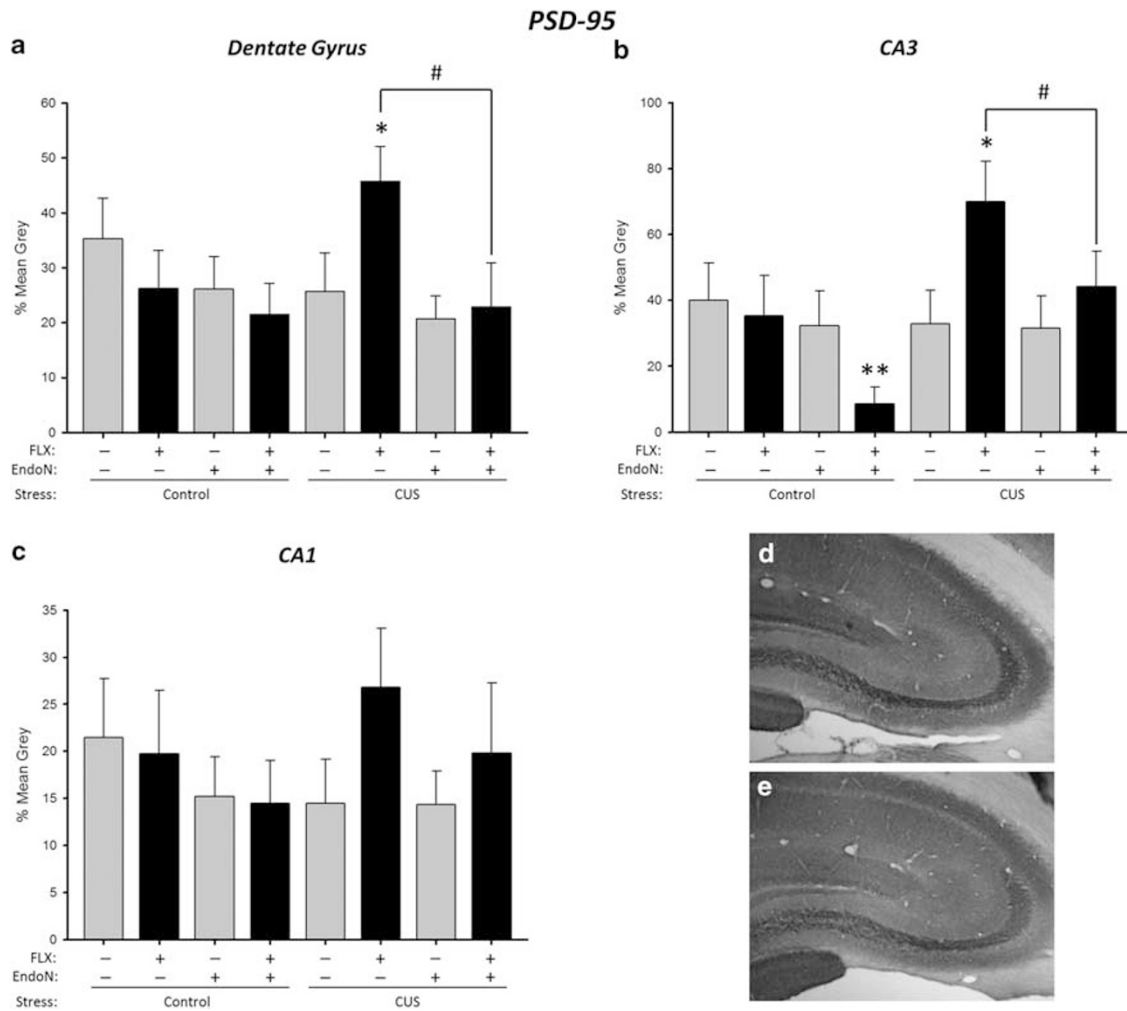 PSD-95
a
Dentate Gyrus
#
*
60
50
40
30
20
10
0
% Mean Grey
FLX: – + – + – + – +
EndoN: – – + + – – + +
Stress: Control CUS
b
CA3
#
*
**
100
80
60
40
20
0
% Mean Grey
FLX: – + – + – + – +
EndoN: – – + + – – + +
Stress: Control CUS
c
CA1
35
30
25
20
15
10
5
0
% Mean Grey
FLX: – + – + – + – +
EndoN: – – + + – – + +
Stress: Control CUS
d
e